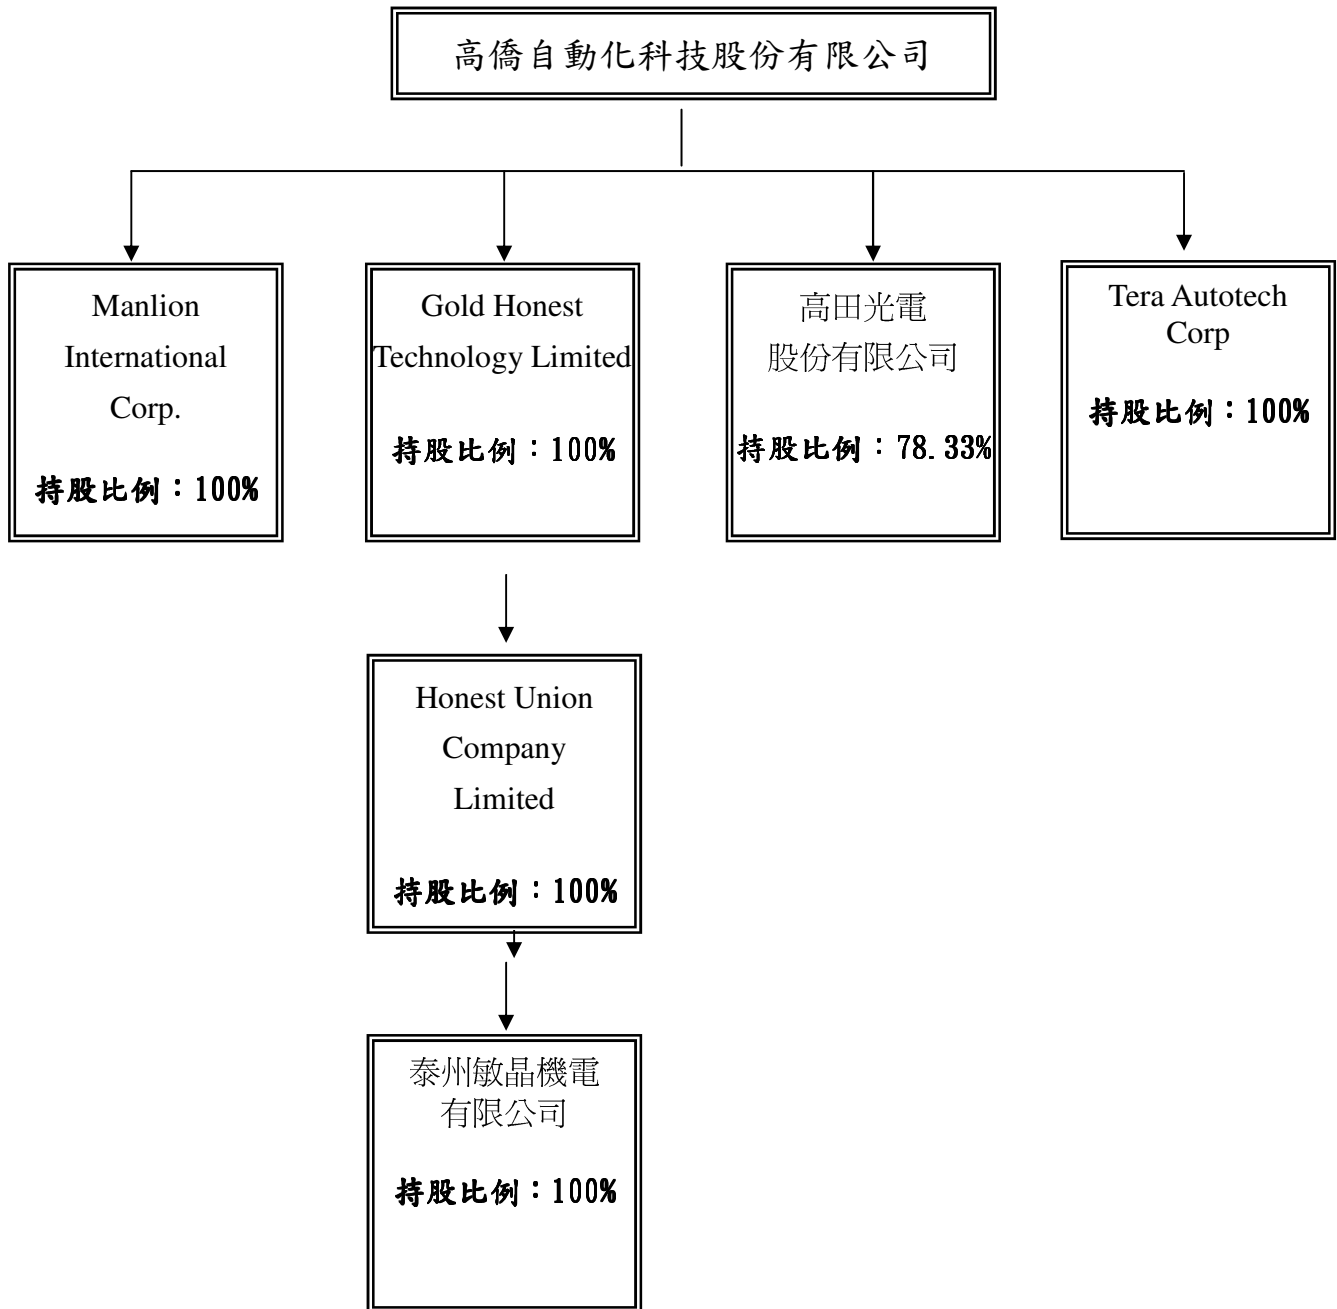 高僑自動化科技股份有限公司
Manlion
International
Corp.
持股比例：100%
Gold Honest
Technology Limited
持股比例：100%
高田光電
股份有限公司
持股比例：78.33%
Tera Autotech
Corp
持股比例：100%
Honest Union
Company
Limited
持股比例：100%
泰州敏晶機電
有限公司
持股比例：100%